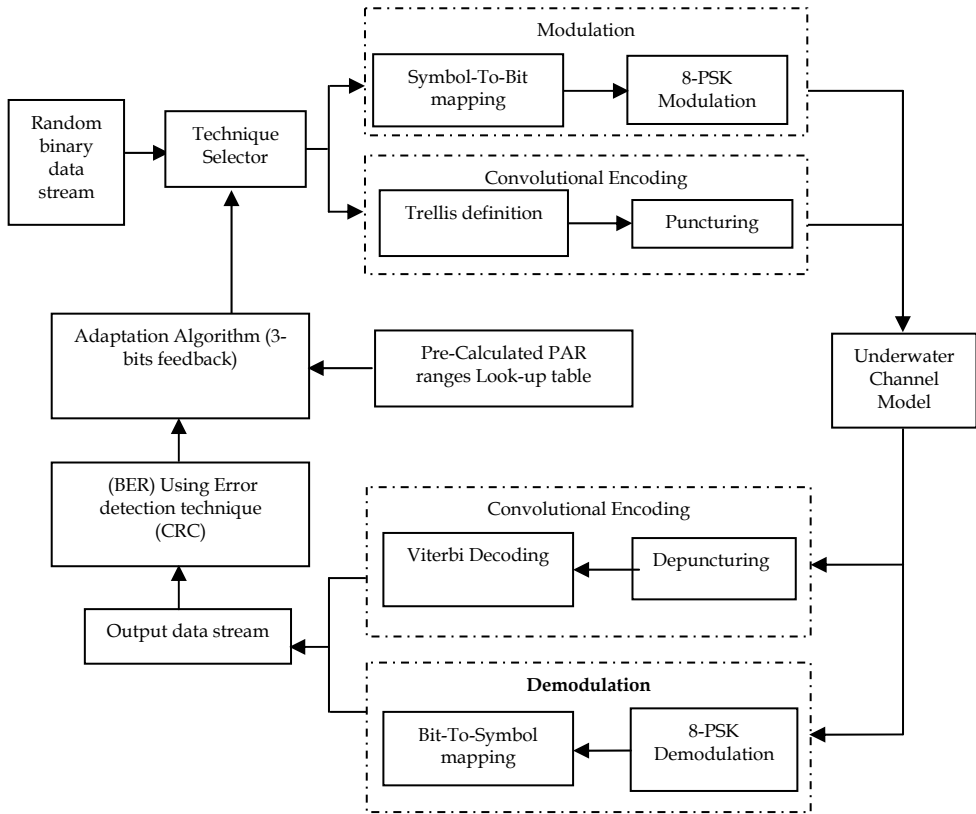 Modulation
Symbol-To-Bit
mapping
8-PSK
Modulation
Random
binary
data
stream
Technique
Selector
Convolutional Encoding
Trellis definition
Puncturing
Adaptation Algorithm (3-
bits feedback)
Pre-Calculated PAR
ranges Look-up table
Underwater
Channel
Model
(BER) Using Error
detection technique
(CRC)
Convolutional Encoding
Viterbi Decoding
Depuncturing
Output data stream
Demodulation
Bit-To-Symbol
mapping
8-PSK
Demodulation